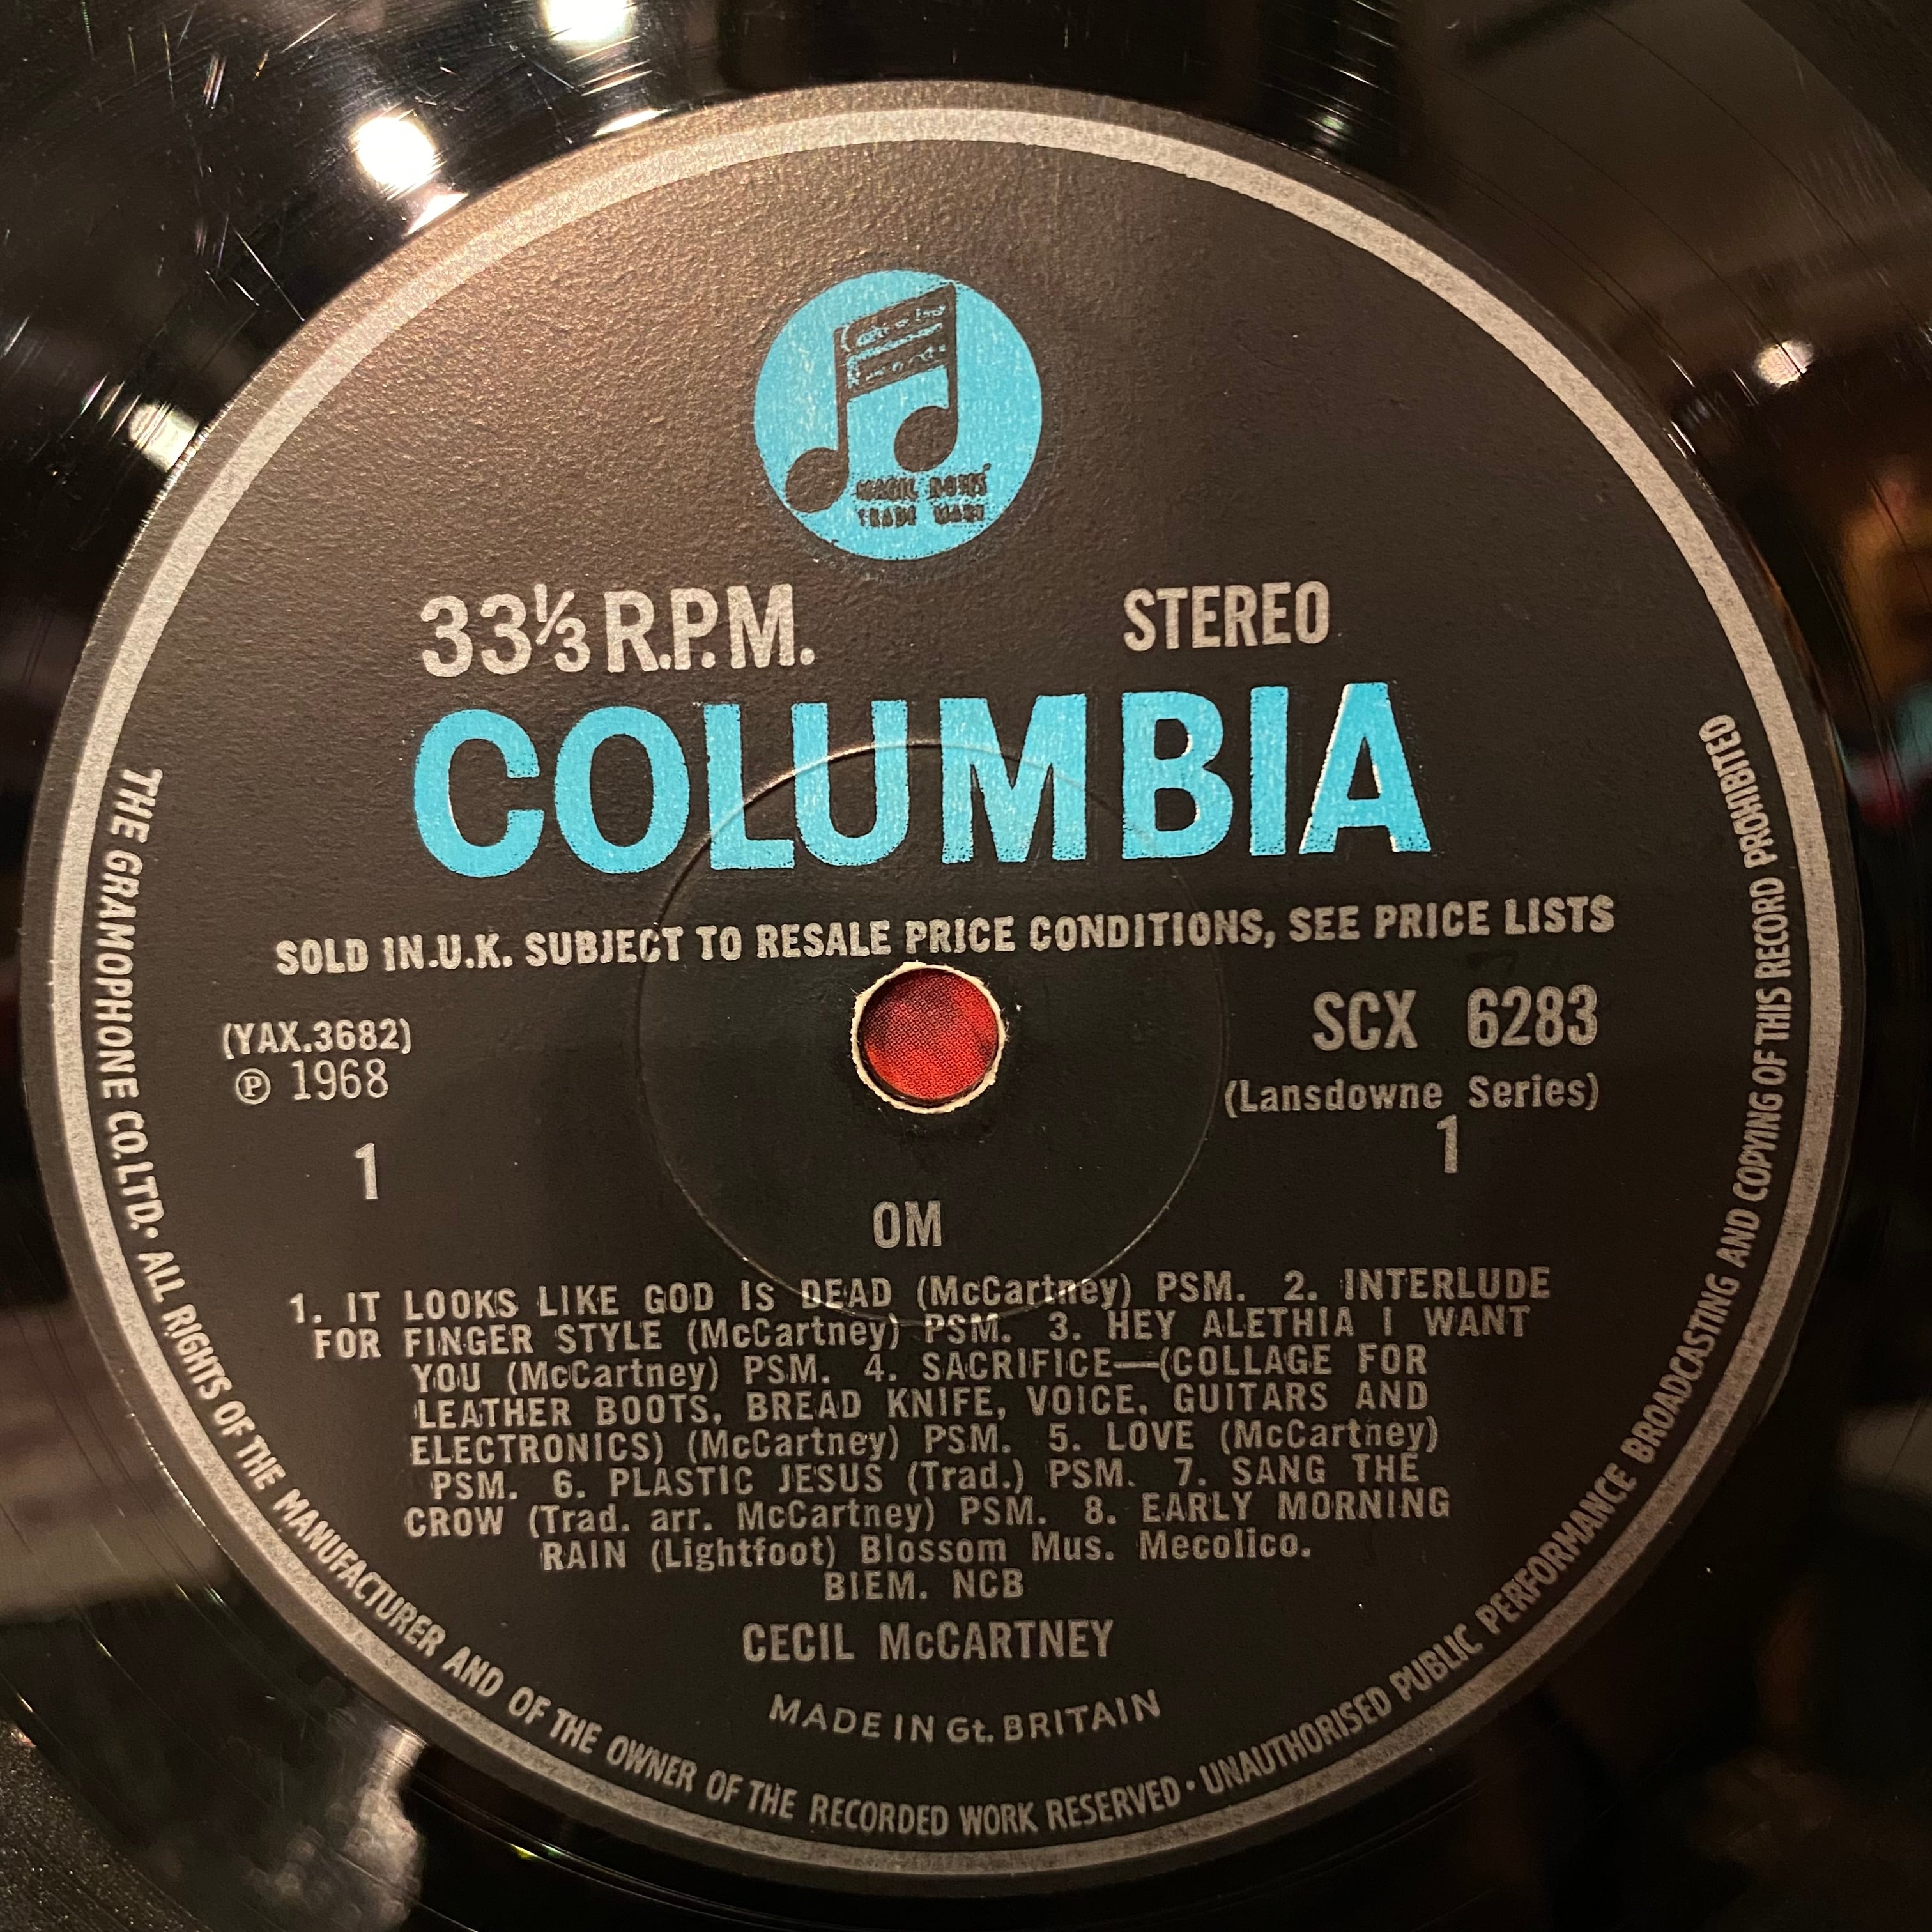 MAGIC NOTES
TRADE MARK
33⅓ R.P.M. STEREO
COLUMBIA
SOLD IN.U.K. SUBJECT TO RESALE PRICE CONDITIONS, SEE PRICE LISTS
(YAX.3682) SCX 6283
℗ 1968 (Lansdowne Series)
1 1
OM
1. IT LOOKS LIKE GOD IS DEAD (McCartney) PSM. 2. INTERLUDE
FOR FINGER STYLE (McCartney) PSM. 3. HEY ALETHIA I WANT
YOU (McCartney) PSM. 4. SACRIFICE—(COLLAGE FOR
LEATHER BOOTS, BREAD KNIFE, VOICE, GUITARS AND
ELECTRONICS) (McCartney) PSM. 5. LOVE (McCartney)
PSM. 6. PLASTIC JESUS (Trad.) PSM. 7. SANG THE
CROW (Trad. arr. McCartney) PSM. 8. EARLY MORNING
RAIN (Lightfoot) Blossom Mus. Mecolico.
BIEM. NCB
CECIL McCARTNEY
MADE IN Gt. BRITAIN
THE GRAMOPHONE CO. LTD. • ALL RIGHTS OF THE MANUFACTURER AND OF THE OWNER OF THE RECORDED WORK RESERVED • UNAUTHORISED PUBLIC PERFORMANCE BROADCASTING AND COPYING OF THIS RECORD PROHIBITED